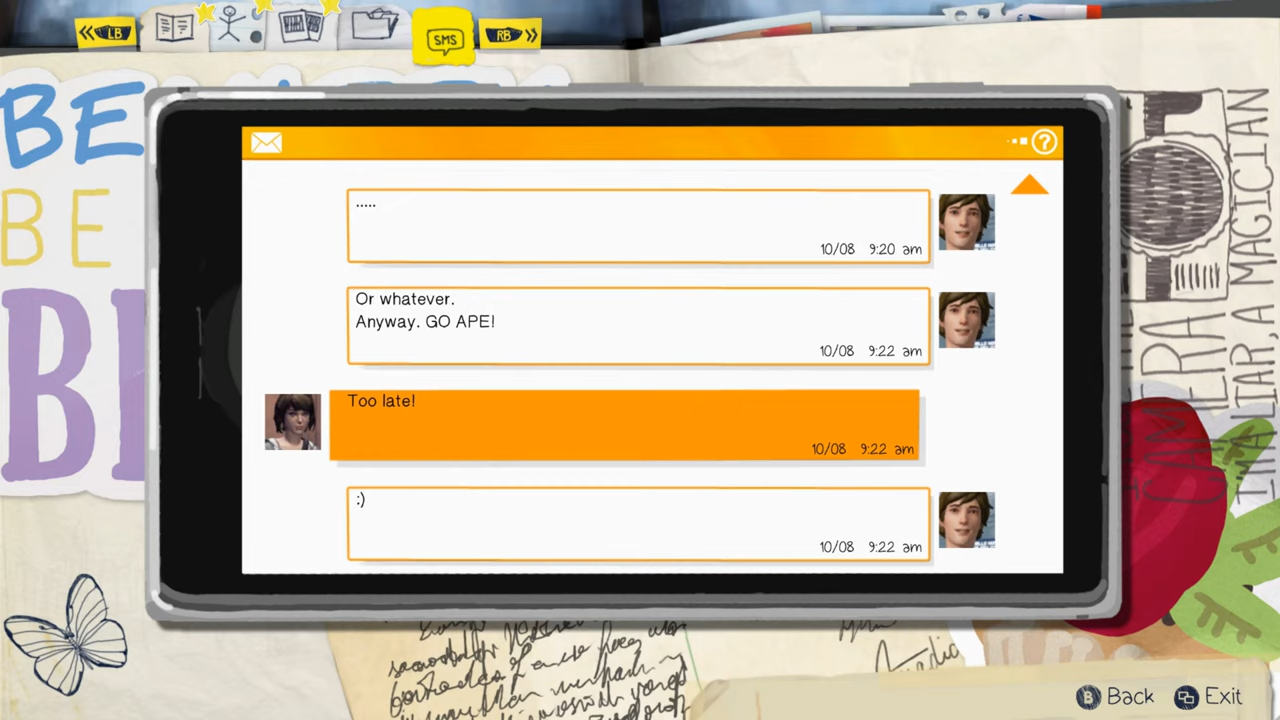 LB
SMS
RB
?
BE
BE
.....
10/08 9:20 am
Or whatever.
Anyway. GO APE!
10/08 9:22 am
Too late!
10/08 9:22 am
:)
10/08 9:22 am
CAMERA
LIAR, A MAGICIAN
B Back
Exit